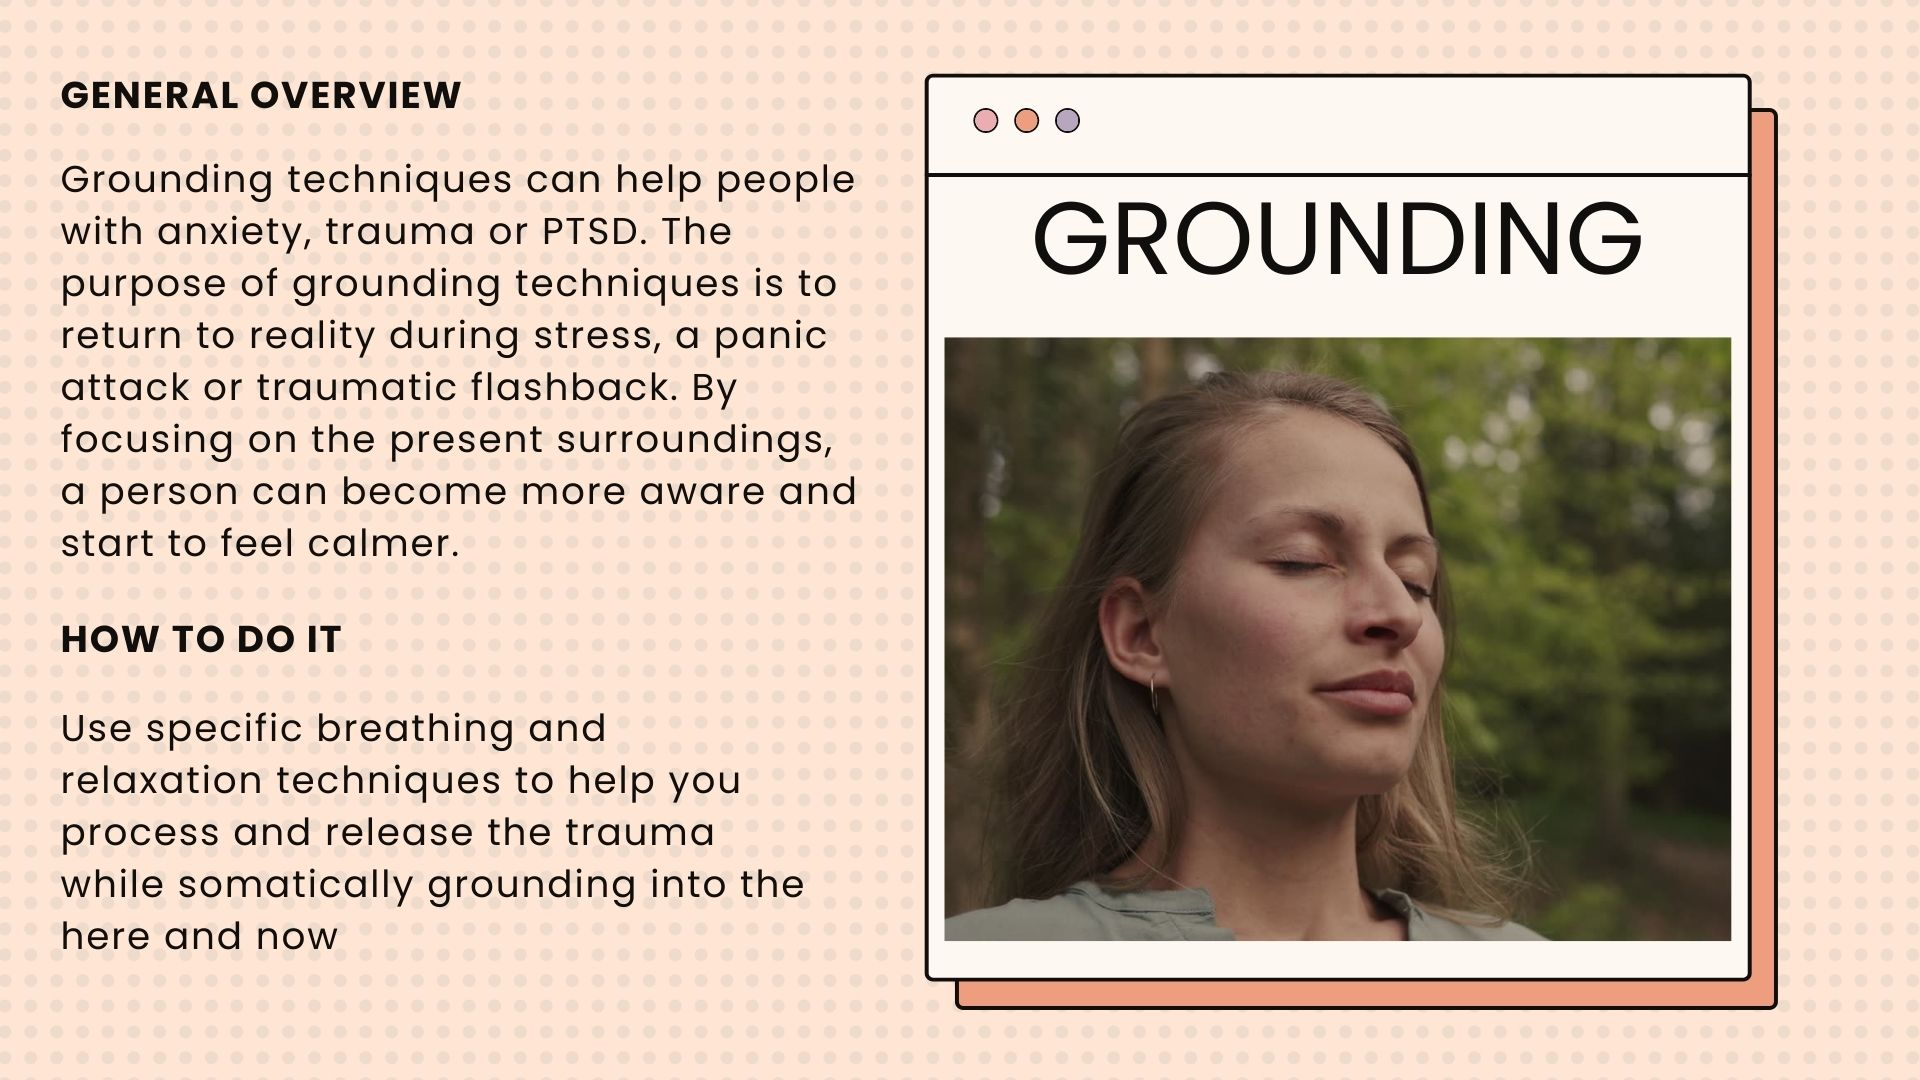 GENERAL OVERVIEW
Grounding techniques can help people
with anxiety, trauma or PTSD. The
purpose of grounding techniques is to
return to reality during stress, a panic
attack or traumatic flashback. By
focusing on the present surroundings,
a person can become more aware and
start to feel calmer.
HOW TO DO IT
Use specific breathing and
relaxation techniques to help you
process and release the trauma
while somatically grounding into the
here and now
GROUNDING